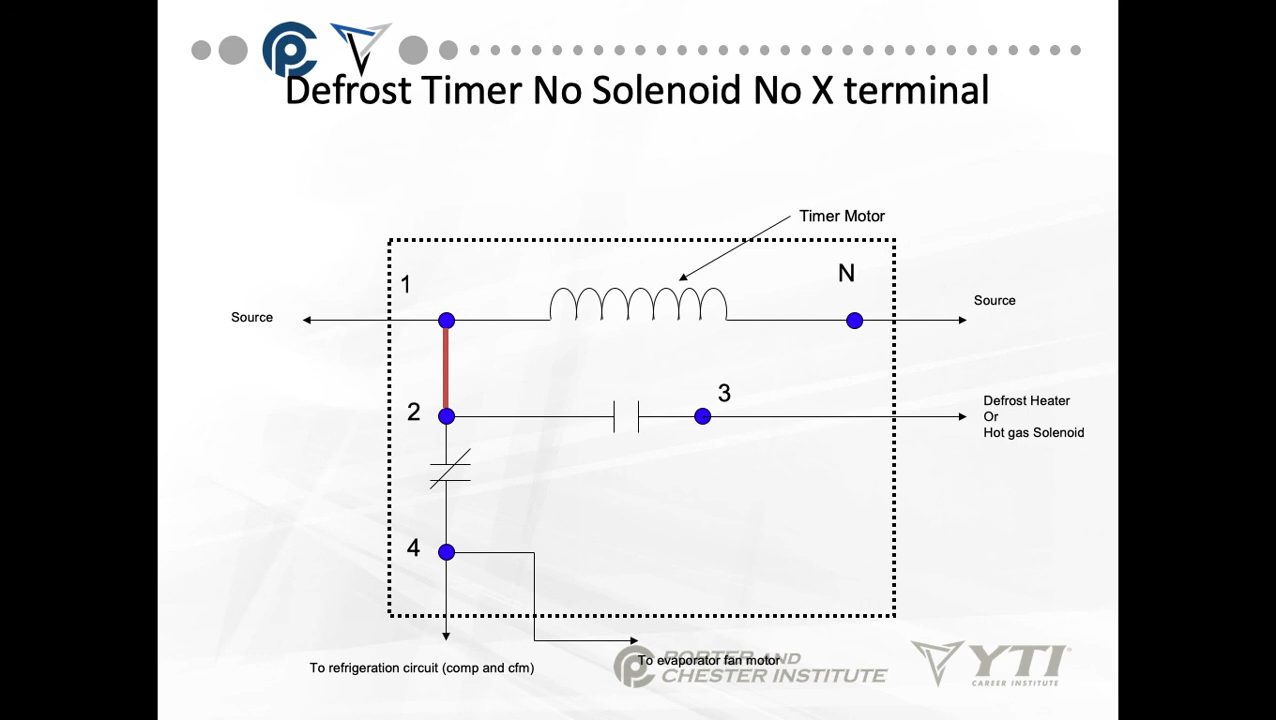 Defrost Timer No Solenoid No X terminal
Timer Motor
1
N
Source
Source
2
3
Defrost Heater
Or
Hot gas Solenoid
4
To refrigeration circuit (comp and cfm)
To evaporator fan motor
PORTER AND
CHESTER INSTITUTE
YTI
CAREER INSTITUTE